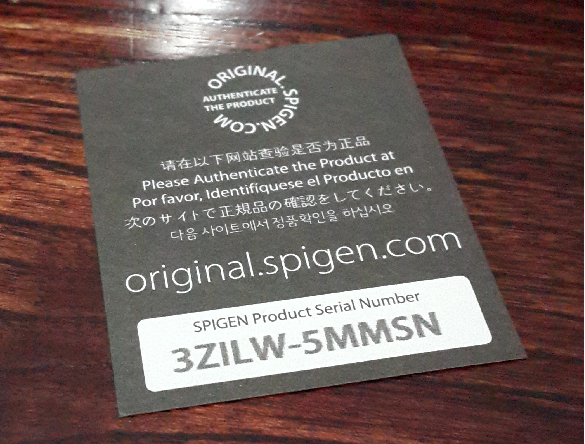 ORIGINAL.SPIGEN.COM
AUTHENTICATE
THE PRODUCT
请在以下网站查验是否为正品
Please Authenticate the Product at
Por favor, Identifíquese el Producto en
次のサイトで正規品の確認をしてください。
다음 사이트에서 정품확인을 하십시오
original.spigen.com
SPIGEN Product Serial Number
3ZILW-5MMSN